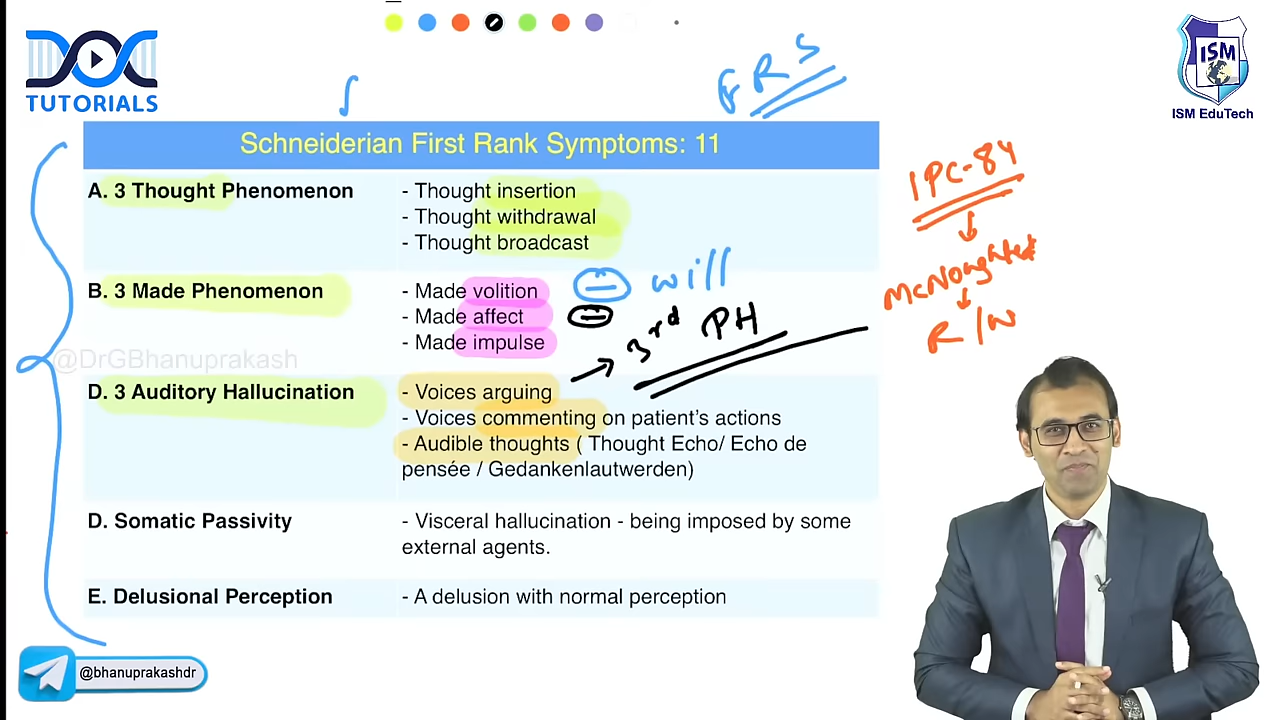 DOC
TUTORIALS
FRS
ISM
ISM EduTech
Schneiderian First Rank Symptoms: 11
A. 3 Thought Phenomenon
- Thought insertion
- Thought withdrawal
- Thought broadcast
B. 3 Made Phenomenon
- Made volition
- Made affect
- Made impulse
will
3rd PH
@DrGBhanuprakash
D. 3 Auditory Hallucination
- Voices arguing
- Voices commenting on patient's actions
- Audible thoughts ( Thought Echo/ Echo de
pensée / Gedankenlautwerden)
D. Somatic Passivity
- Visceral hallucination - being imposed by some
external agents.
E. Delusional Perception
- A delusion with normal perception
IPC-84
R/W
@bhanuprakashdr